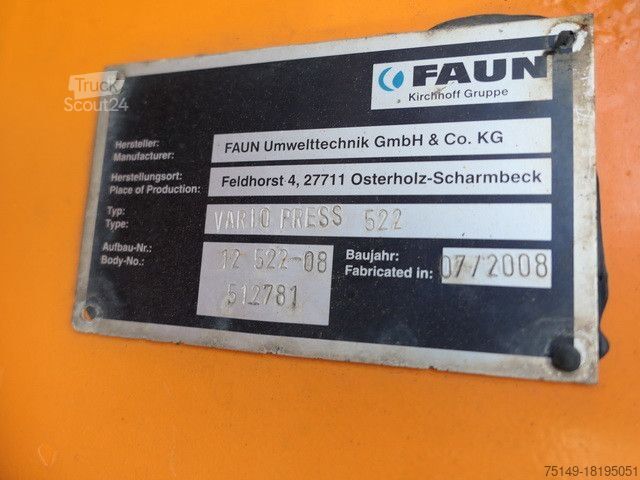 Truck
Scout24
FAUN
Kirchhoff Gruppe
Hersteller:
Manufacturer:
FAUN Umwelttechnik GmbH & Co. KG
Herstellungsort:
Place of Production:
Feldhorst 4, 27711 Osterholz-Scharmbeck
Typ:
Type:
VARIO PRESS 522
Aufbau-Nr.:
Body-No.:
12 522-08
512781
Baujahr:
Fabricated in:
07/2008
75149-18195051